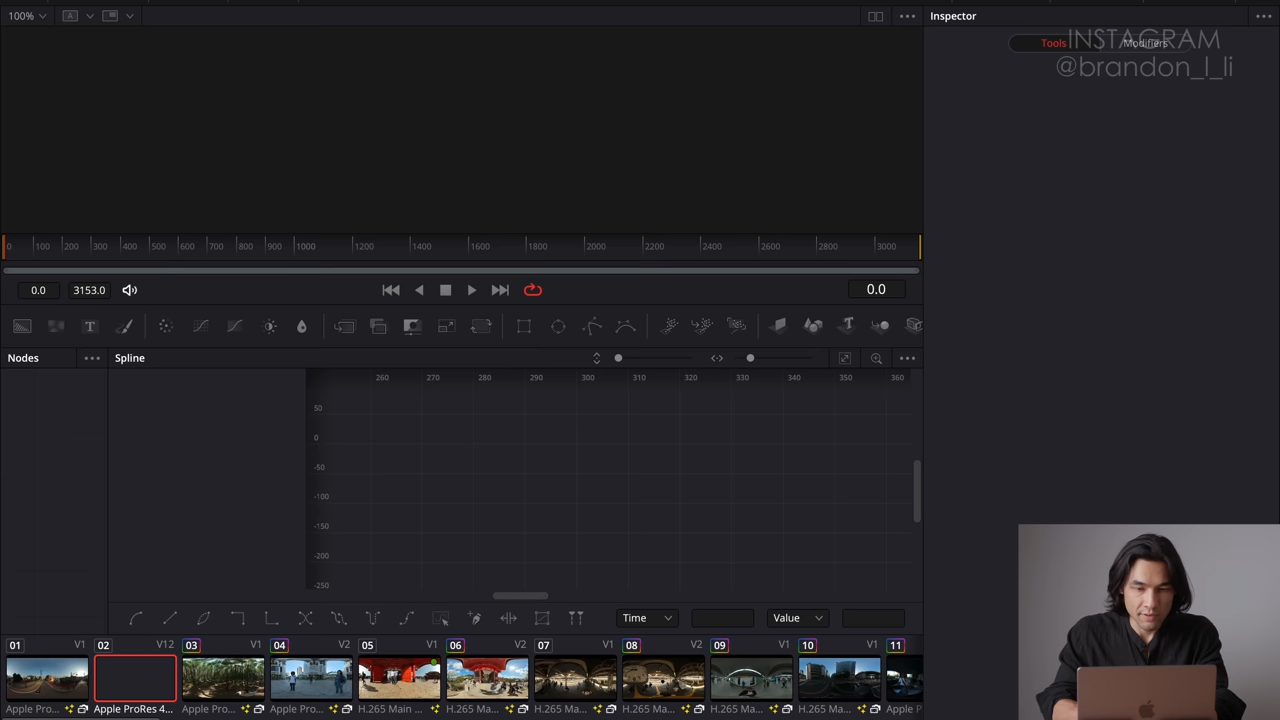 100%
A
Inspector
INSTAGRAM
Tools
Modifiers
@brandon_l_li
0 100 200 300 400 500 600 700 800 900 1000 1200 1400 1600 1800 2000 2200 2400 2600 2800 3000
0.0 3153.0 0.0
T
Nodes
Spline
260 270 280 290 300 310 320 330 340 350 360
50
0
-50
-100
-150
-200
-250
Time
Value
01 V1 02 V12 03 V1 04 V2 05 V1 06 V2 07 V1 08 V2 09 V1 10 V1 11
Apple Pro... Apple ProRes 4... Apple Pro... Apple Pro... H.265 Main ... H.265 Ma... H.265 Ma... H.265 Ma... H.265 Ma... H.265 Ma... Apple P